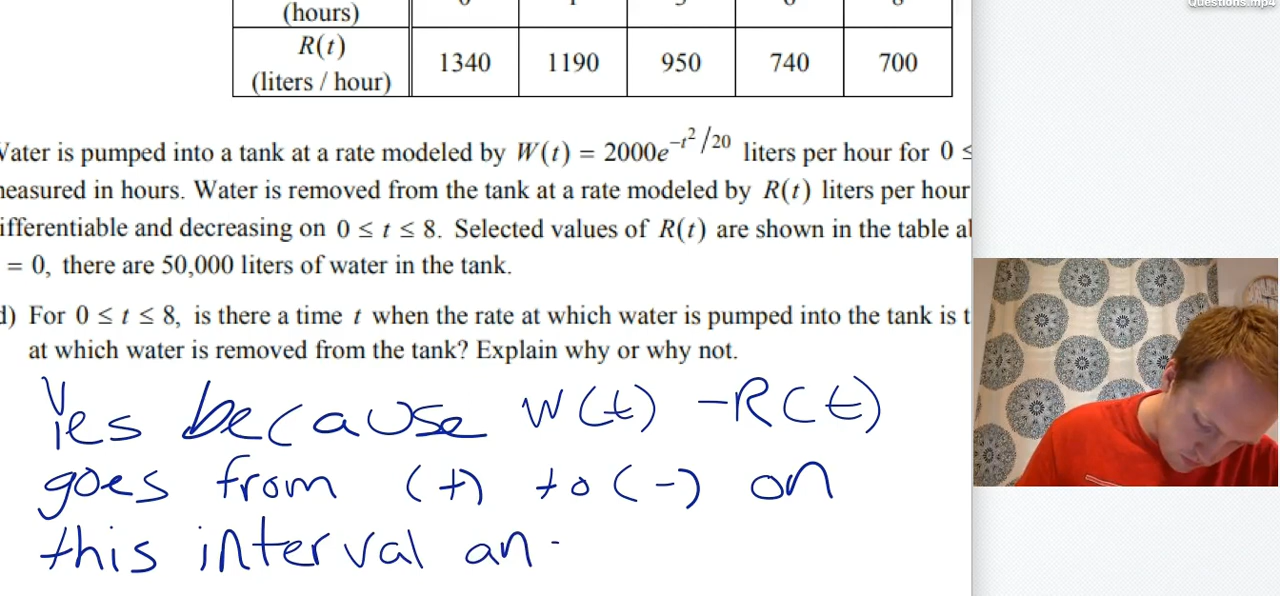 Questions.mp4
(hours)
R(t)
(liters / hour)
1340 1190 950 740 700
Water is pumped into a tank at a rate modeled by W(t) = 2000e^{-t²/20} liters per hour for 0 ≤
measured in hours. Water is removed from the tank at a rate modeled by R(t) liters per hour
ifferentiable and decreasing on 0 ≤ t ≤ 8. Selected values of R(t) are shown in the table a
= 0, there are 50,000 liters of water in the tank.
d) For 0 ≤ t ≤ 8, is there a time t when the rate at which water is pumped into the tank is t
at which water is removed from the tank? Explain why or why not.
Yes because W(t) -R(t)
goes from (+) to (-) on
this interval an